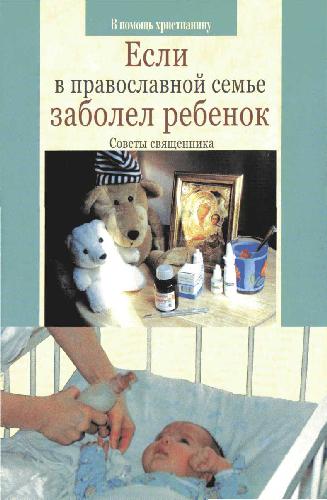 В помощь христианину
Если
в православной семье
заболел ребенок
Советы священника